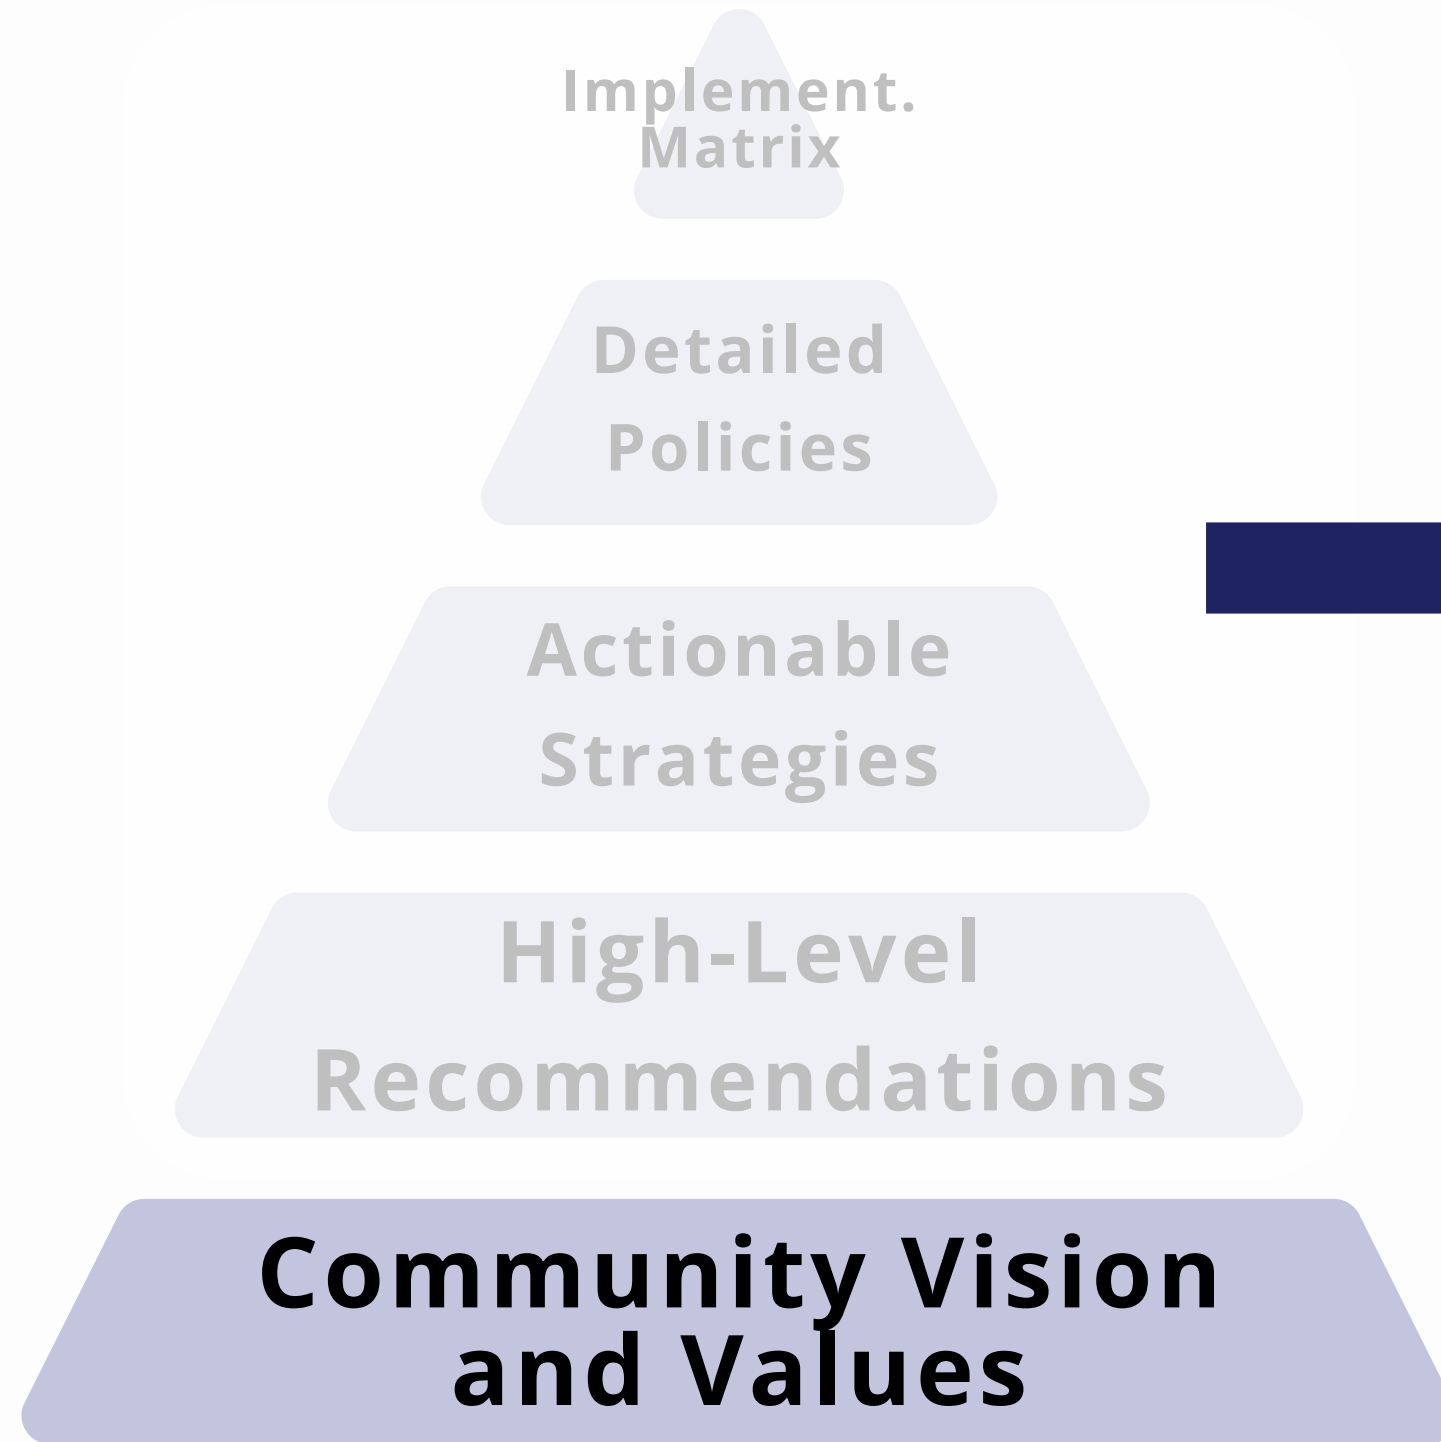 Implement.
Matrix
Detailed
Policies
Actionable
Strategies
High-Level
Recommendations
Community Vision
and Values